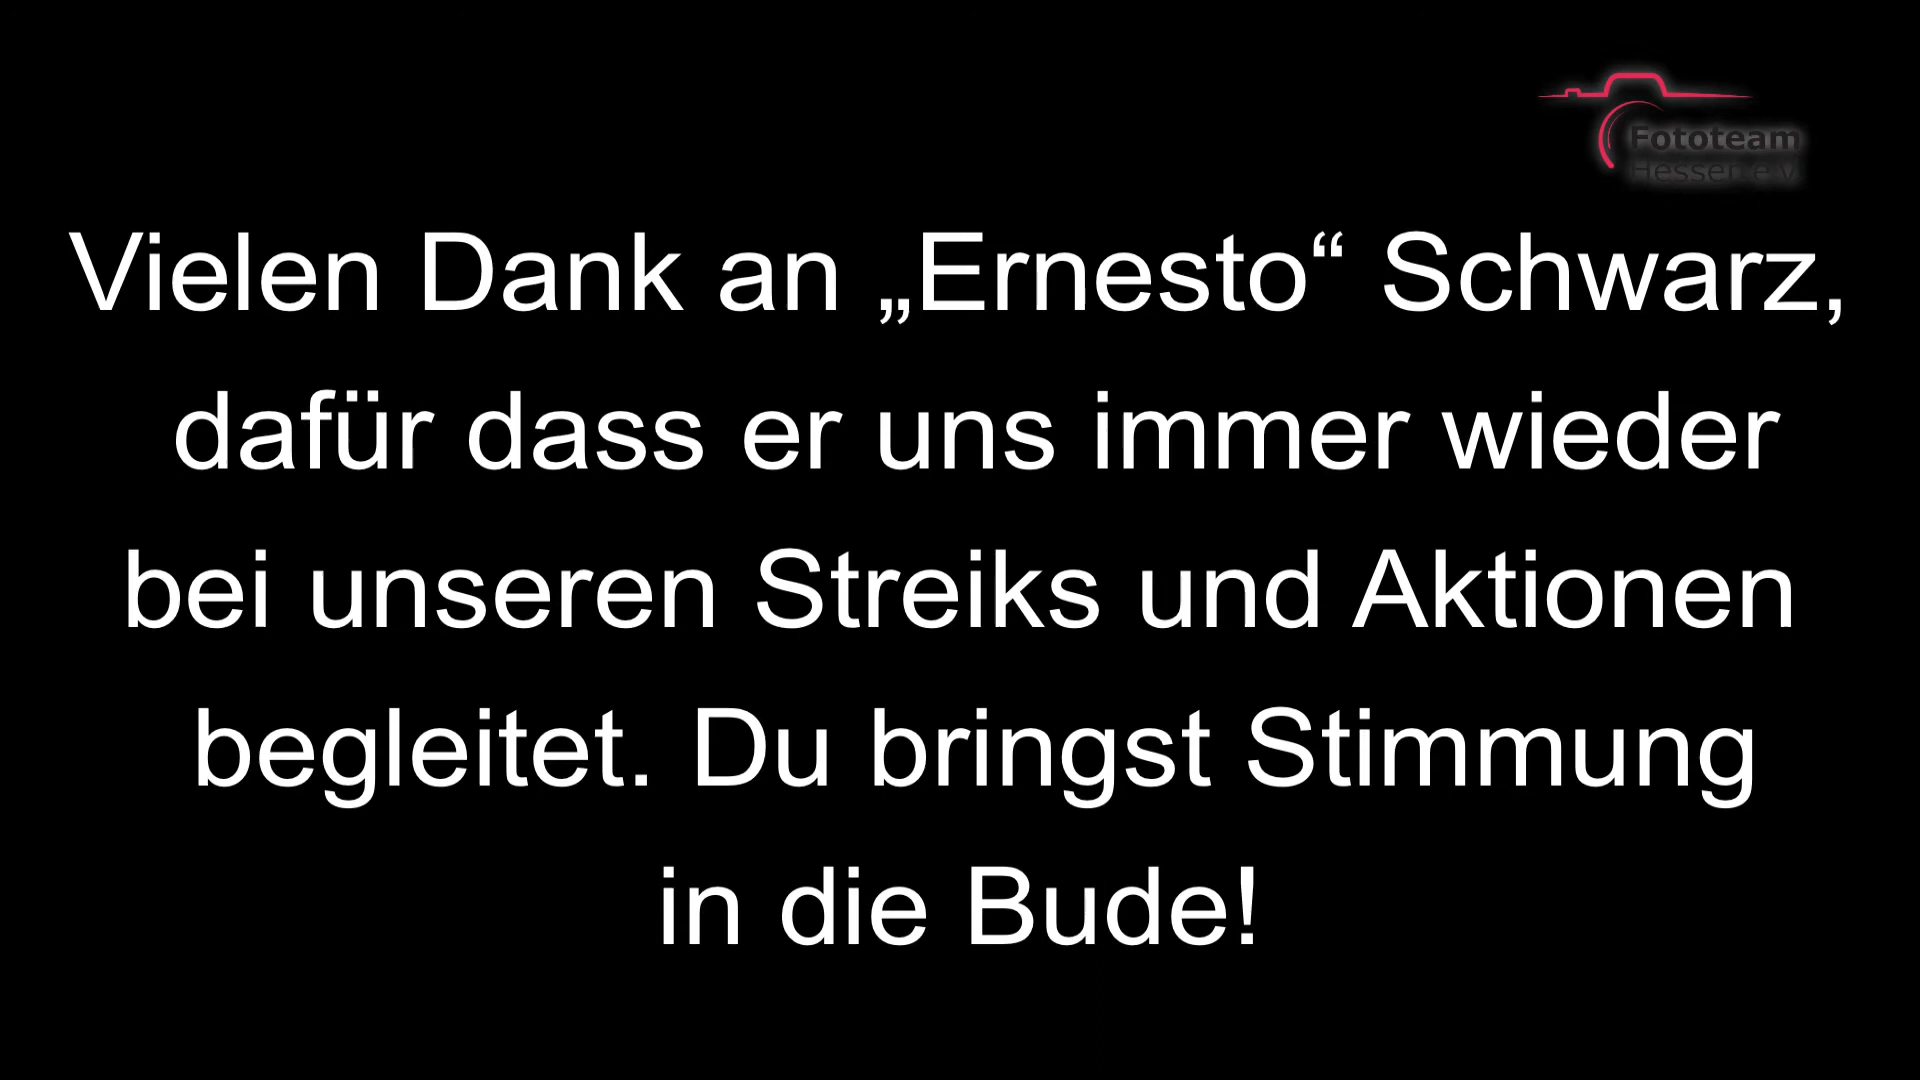 Fototeam
Hessen e.V.
Vielen Dank an „Ernesto“ Schwarz,
dafür dass er uns immer wieder
bei unseren Streiks und Aktionen
begleitet. Du bringst Stimmung
in die Bude!